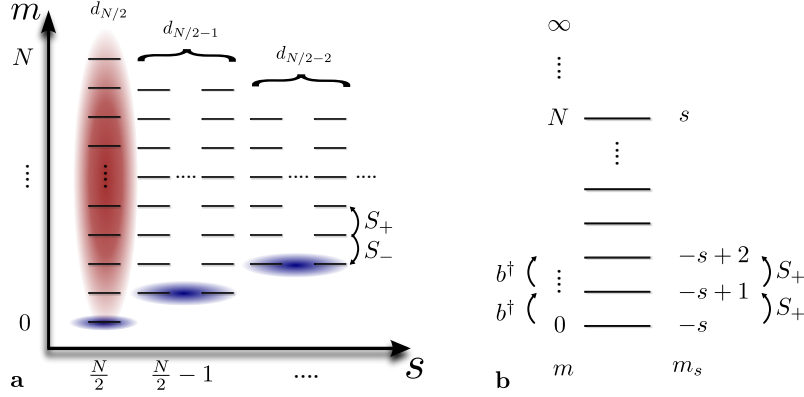 m
d_{N/2}
d_{N/2−1}
d_{N/2−2}
N
⋮
⋮
....
....
....
S_+
S_−
0
N/2
N/2 − 1
....
s
a
∞
⋮
N
s
⋮
−s + 2
b†
⋮
S_+
−s + 1
b†
S_+
0
−s
m
m_s
b